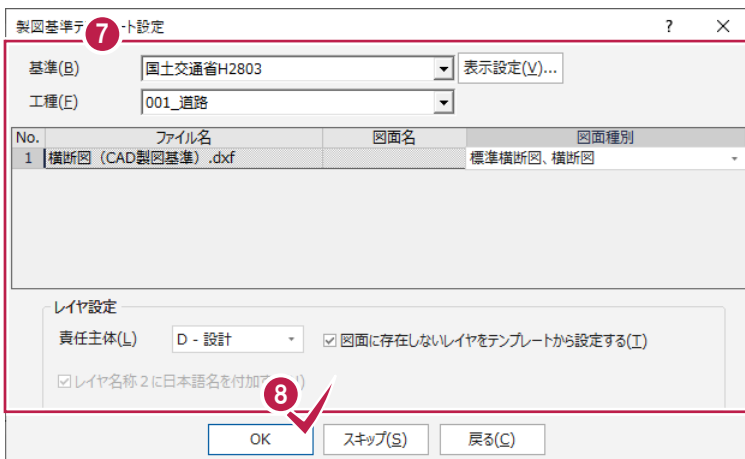 製図基準テ ート設定 ? ×
7
基準(B) 国土交通省H2803 表示設定(V)...
工種(F) 001_道路
No. ファイル名 図面名 図面種別
1 横断図（CAD製図基準）.dxf 標準横断図、横断図
レイヤ設定
責任主体(L) D - 設計 図面に存在しないレイヤをテンプレートから設定する(T)
レイヤ名称２に日本語名を付加す
8
OK スキップ(S) 戻る(C)